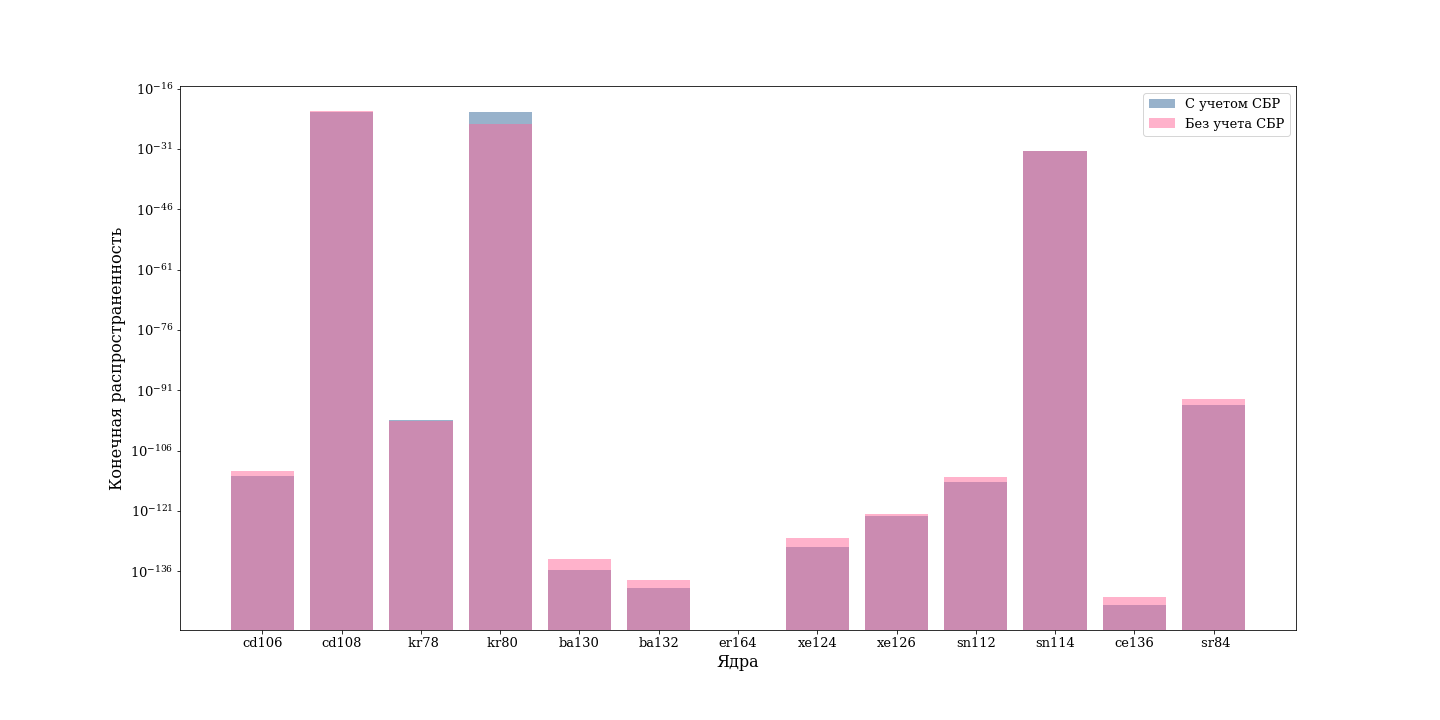 10⁻¹⁶
10⁻³¹
10⁻⁴⁶
10⁻⁶¹
10⁻⁷⁶
10⁻⁹¹
10⁻¹⁰⁶
10⁻¹²¹
10⁻¹³⁶
Конечная распространенность
С учетом СБР
Без учета СБР
cd106 cd108 kr78 kr80 ba130 ba132 er164 xe124 xe126 sn112 sn114 ce136 sr84
Ядра